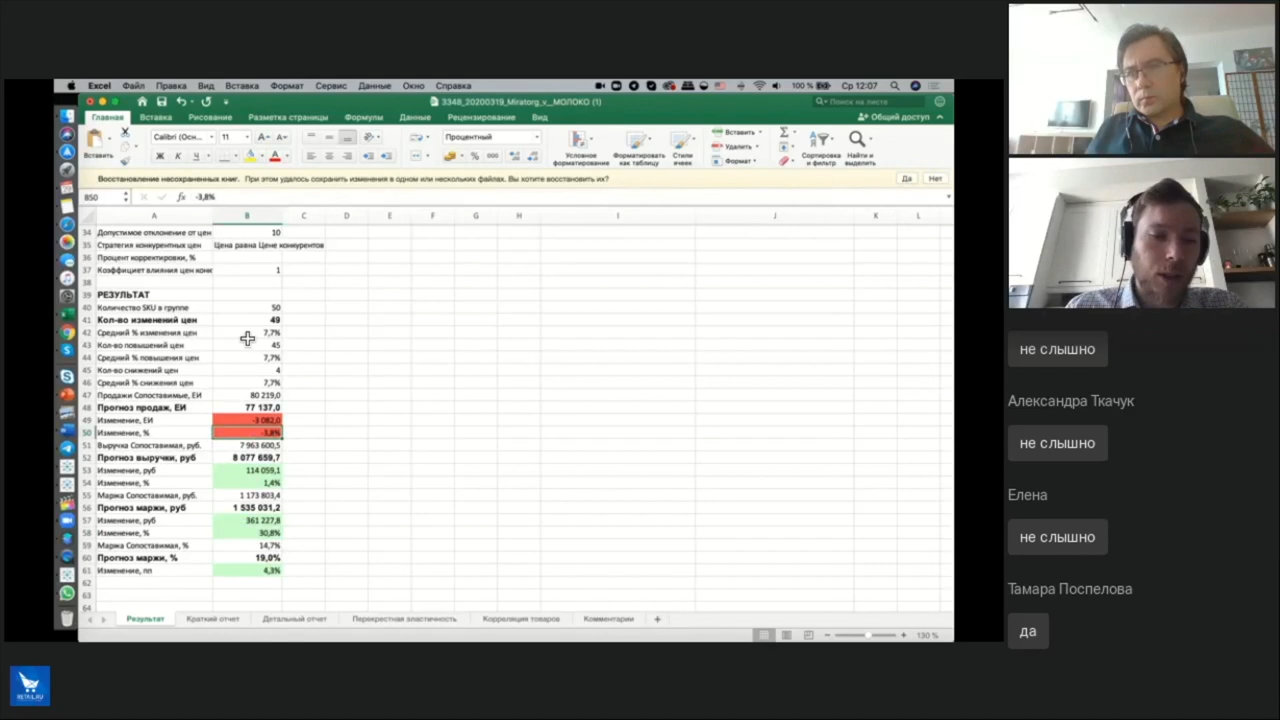 Excel Файл Правка Вид Вставка Формат Сервис Данные Окно Справка 100 % Ср 12:07
3348_20200319_Miratorg_v__МОЛОКО (1)
Поиск на листе
Главная Вставка Рисование Разметка страницы Формулы Данные Рецензирование Вид Общий доступ
Вставить
Calibri (Осн... 11
Ж К Ч
Процентный
Условное форматирование
Форматировать как таблицу
Стили ячеек
Вставить
Удалить
Формат
Сортировка и фильтр
Найти и выделить
Восстановление несохраненных книг. При этом удалось сохранить изменения в одном или нескольких файлах. Вы хотите восстановить их? Да Нет
B50 fx -3,8%
A B C D E F G H I J K L
34 Допустимое отклонение от цен 10
35 Стратегия конкурентных цен Цена равна Цене конкурентов
36 Процент корректировки, %
37 Коэффициет влияния цен конк 1
38
39 РЕЗУЛЬТАТ
40 Количество SKU в группе 50
41 Кол-во изменений цен 49
42 Средний % изменения цен 7,7%
43 Кол-во повышений цен 45
44 Средний % повышения цен 7,7%
45 Кол-во снижений цен 4
46 Средний % снижения цен 7,7%
47 Продажи Сопоставимые, ЕИ 80 219,0
48 Прогноз продаж, ЕИ 77 137,0
49 Изменение, ЕИ -3 082,0
50 Изменение, % -3,8%
51 Выручка Сопоставимая, руб. 7 963 600,5
52 Прогноз выручки, руб 8 077 659,7
53 Изменение, руб 114 059,1
54 Изменение, % 1,4%
55 Маржа Сопоставимая, руб. 1 173 803,4
56 Прогноз маржи, руб 1 535 031,2
57 Изменение, руб 361 227,8
58 Изменение, % 30,8%
59 Маржа Сопоставимая, % 14,7%
60 Прогноз маржи, % 19,0%
61 Изменение, пп 4,3%
62
63
64
Результат Краткий отчет Детальный отчет Перекрестная эластичность Корреляция товаров Комментарии +
130 %
RETAIL.RU
не слышно
Александра Ткачук
не слышно
Елена
не слышно
Тамара Поспелова
да